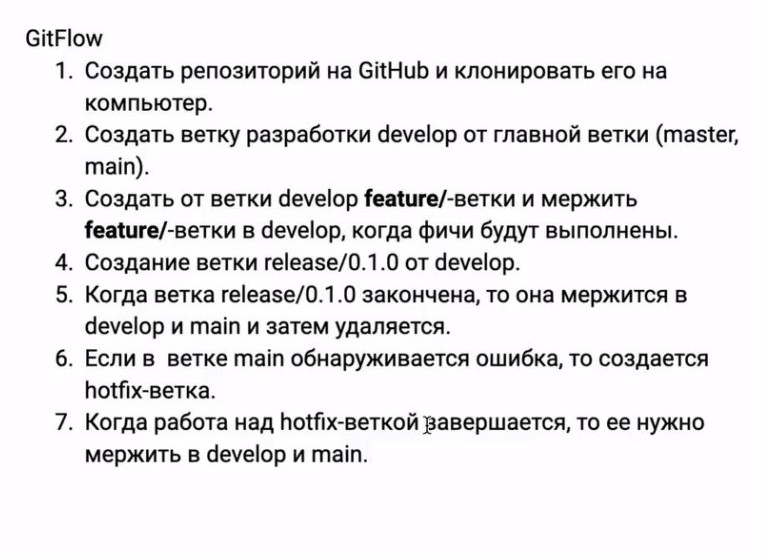 GitFlow
1. Создать репозиторий на GitHub и клонировать его на
компьютер.
2. Создать ветку разработки develop от главной ветки (master,
main).
3. Создать от ветки develop feature/-ветки и мержить
feature/-ветки в develop, когда фичи будут выполнены.
4. Создание ветки release/0.1.0 от develop.
5. Когда ветка release/0.1.0 закончена, то она мержится в
develop и main и затем удаляется.
6. Если в  ветке main обнаруживается ошибка, то создается
hotfix-ветка.
7. Когда работа над hotfix-веткой завершается, то ее нужно
мержить в develop и main.